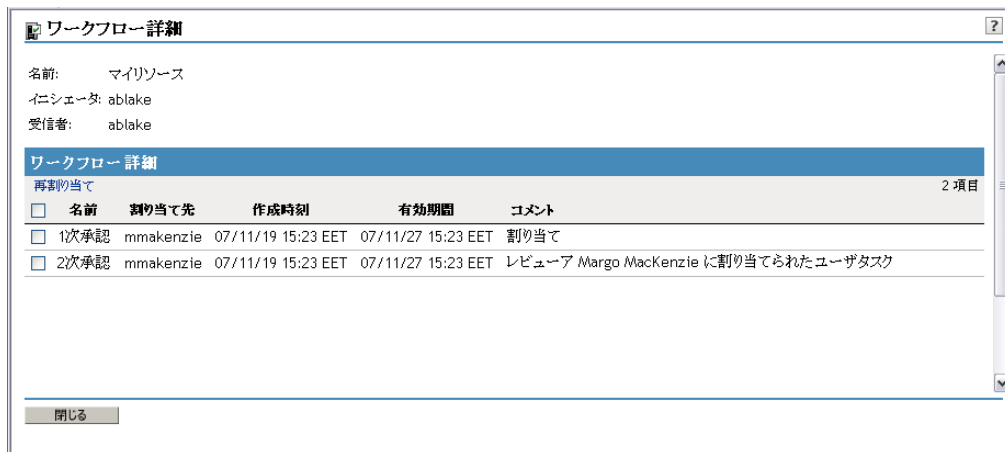 ワークフロー詳細
?
名前: マイリソース
イニシエータ: ablake
受信者: ablake
ワークフロー 詳細
再割り当て 2 項目
名前 割り当て先 作成時刻 有効期間 コメント
1次承認 mmakenzie 07/11/19 15:23 EET 07/11/27 15:23 EET 割り当て
2次承認 mmakenzie 07/11/19 15:23 EET 07/11/27 15:23 EET レビューア Margo MacKenzie に割り当てられたユーザタスク
閉じる